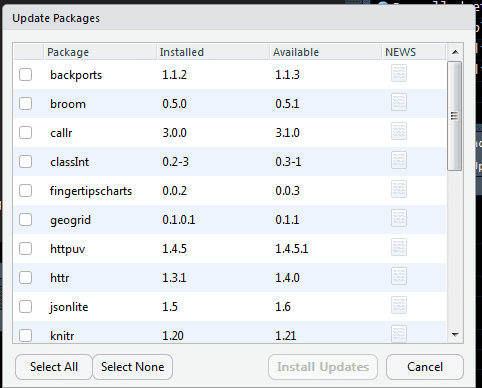 Update Packages
Package Installed Available NEWS
backports 1.1.2 1.1.3
broom 0.5.0 0.5.1
callr 3.0.0 3.1.0
classInt 0.2-3 0.3-1
fingertipscharts 0.0.2 0.0.3
geogrid 0.1.0.1 0.1.1
httpuv 1.4.5 1.4.5.1
httr 1.3.1 1.4.0
jsonlite 1.5 1.6
knitr 1.20 1.21
Select All Select None Install Updates Cancel